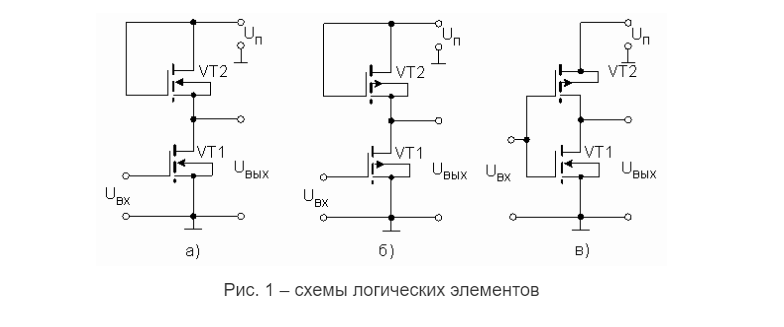 Uп Uп Uп
VT2 VT2 VT2
VT1 VT1 VT1
Uвх Uвых Uвх Uвых Uвх Uвых
а) б) в)
Рис. 1 – схемы логических элементов